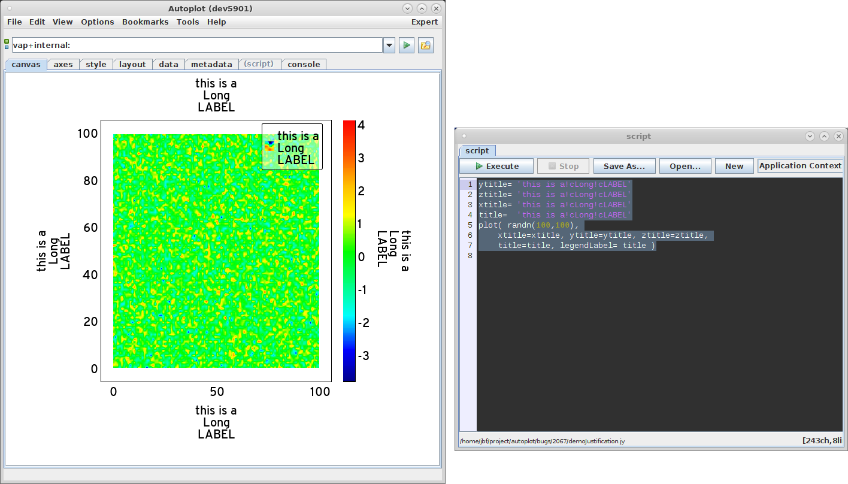 Autoplot (dev5901)
File Edit View Options Bookmarks Tools Help Expert
vap+internal:
canvas axes style layout data metadata (script) console
this is a
Long
LABEL
this is a
Long
LABEL
100
80
60
40
20
0
this is a
Long
LABEL
0 50 100
this is a
Long
LABEL
4
3
2
1
0
-1
-2
-3
this is a
Long
LABEL
script
script
Execute Stop Save As... Open... New Application Context
1 ytitle= 'this is a!cLong!cLABEL'
2 ztitle= 'this is a!cLong!cLABEL'
3 xtitle= 'this is a!cLong!cLABEL'
4 title= 'this is a!cLong!cLABEL'
5 plot( randn(100,100),
6 xtitle=xtitle, ytitle=ytitle, ztitle=ztitle,
7 title=title, legendLabel= title )
8
/home/jbf/project/autoplot/bugs/2067/demoJustification.jy [243ch,8li